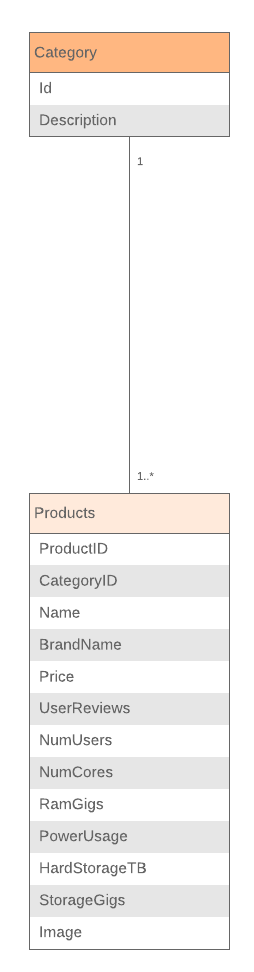 Category
Id
Description
1
1..*
Products
ProductID
CategoryID
Name
BrandName
Price
UserReviews
NumUsers
NumCores
RamGigs
PowerUsage
HardStorageTB
StorageGigs
Image